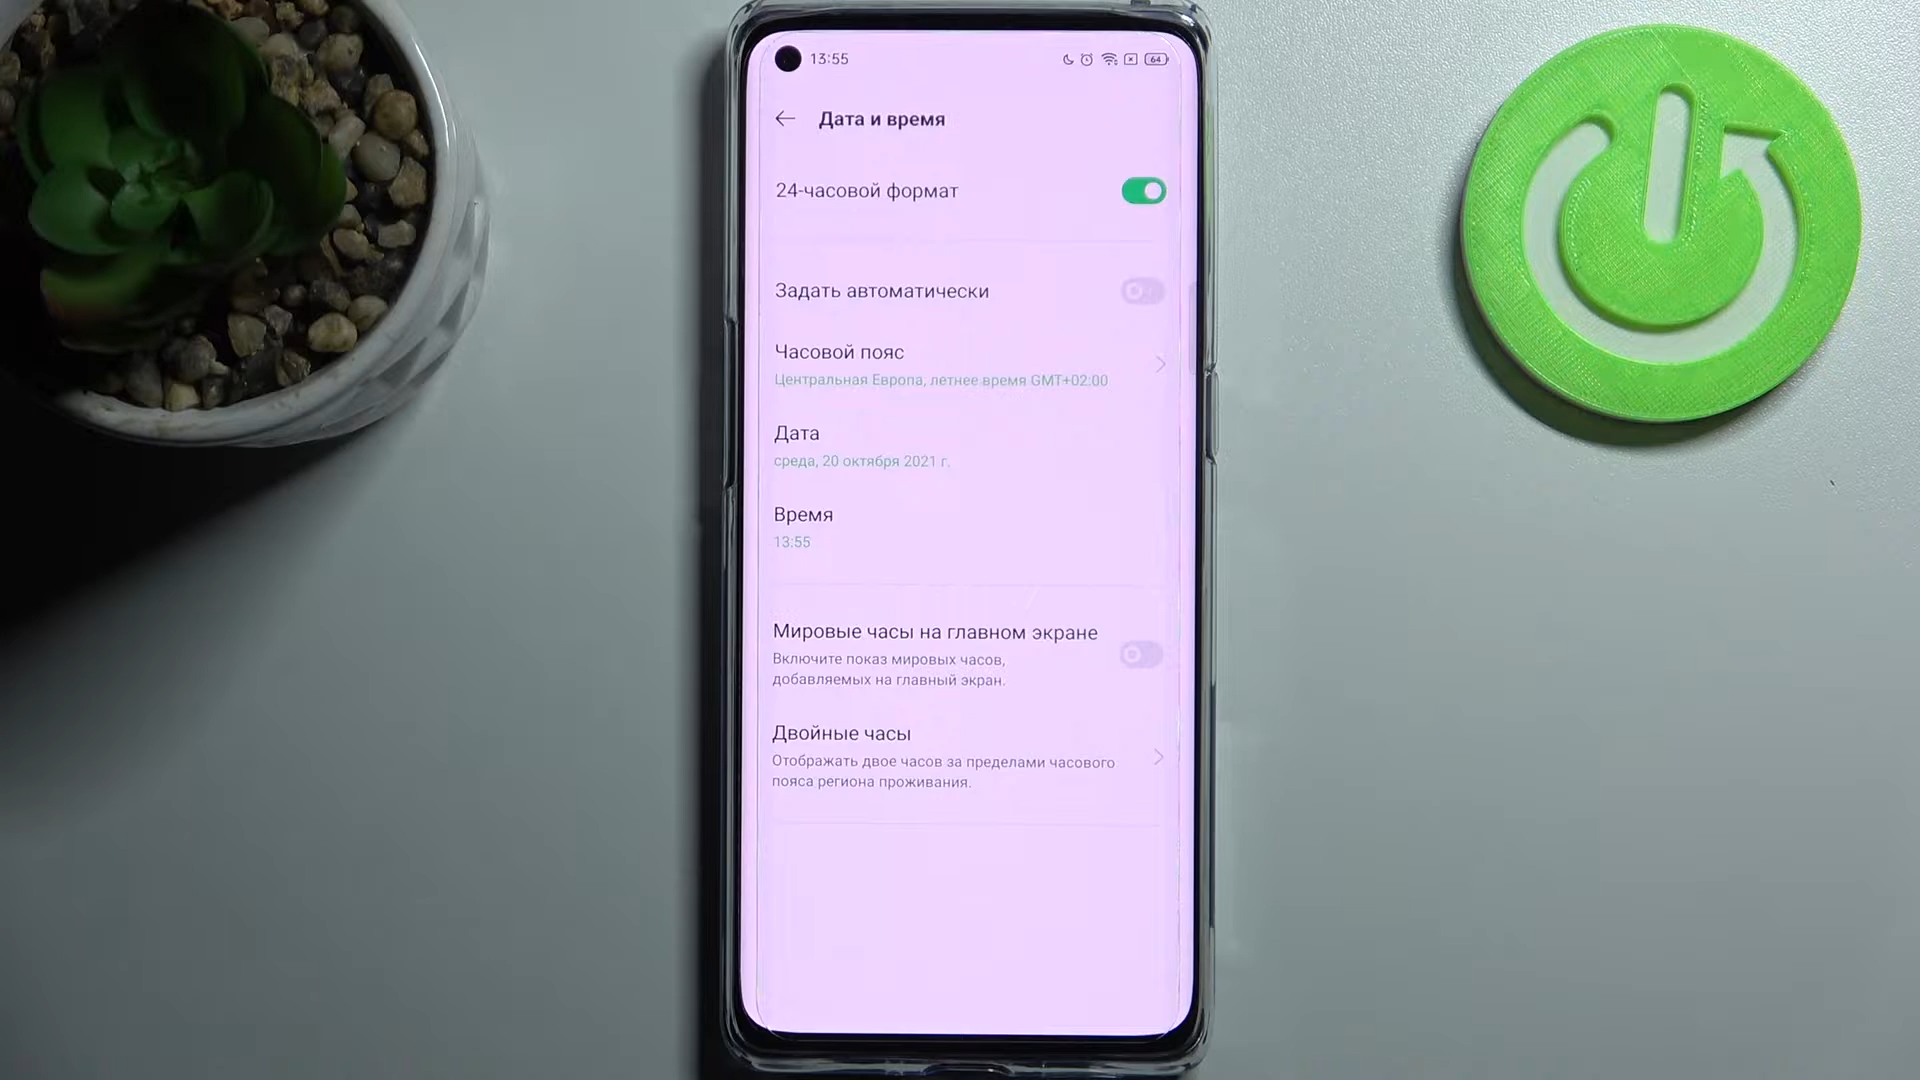 13:55
64
Дата и время
24-часовой формат
Задать автоматически
Часовой пояс
Центральная Европа, летнее время GMT+02:00
Дата
среда, 20 октября 2021 г.
Время
13:55
Мировые часы на главном экране
Включите показ мировых часов,
добавляемых на главный экран.
Двойные часы
Отображать двое часов за пределами часового
пояса региона проживания.